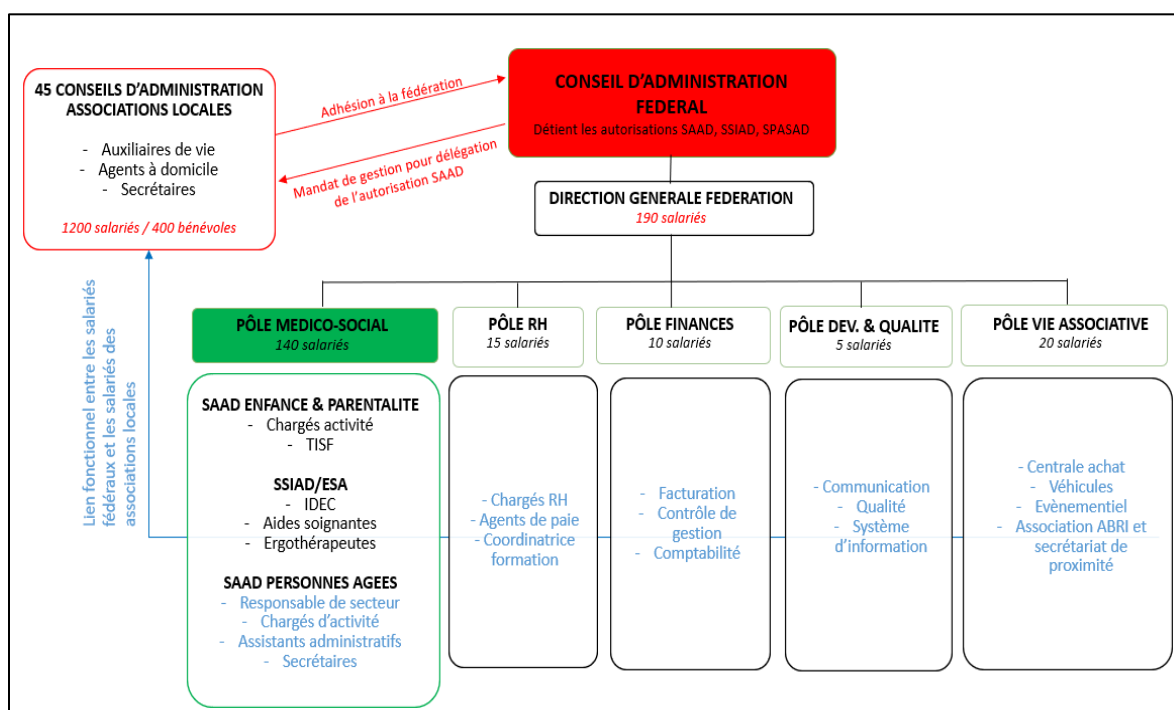 45 CONSEILS D'ADMINISTRATION
ASSOCIATIONS LOCALES
- Auxiliaires de vie
- Agents à domicile
- Secrétaires
1200 salariés / 400 bénévoles
Adhésion à la fédération
Mandat de gestion pour délégation
de l'autorisation SAAD
CONSEIL D'ADMINISTRATION
FEDERAL
Détient les autorisations SAAD, SSIAD, SPASAD
DIRECTION GENERALE FEDERATION
190 salariés
Lien fonctionnel entre les salariés
fédéraux et les salariés des
associations locales
PÔLE MEDICO-SOCIAL
140 salariés
PÔLE RH
15 salariés
PÔLE FINANCES
10 salariés
PÔLE DEV. & QUALITE
5 salariés
PÔLE VIE ASSOCIATIVE
20 salariés
SAAD ENFANCE & PARENTALITE
- Chargés activité
- TISF
SSIAD/ESA
- IDEC
- Aides soignantes
- Ergothérapeutes
SAAD PERSONNES AGEES
- Responsable de secteur
- Chargés d'activité
- Assistants administratifs
- Secrétaires
- Chargés RH
- Agents de paie
- Coordinatrice
formation
- Facturation
- Contrôle de
gestion
- Comptabilité
- Communication
- Qualité
- Système
d'information
- Centrale achat
- Véhicules
- Evènementiel
- Association ABRI et
secrétariat de
proximité